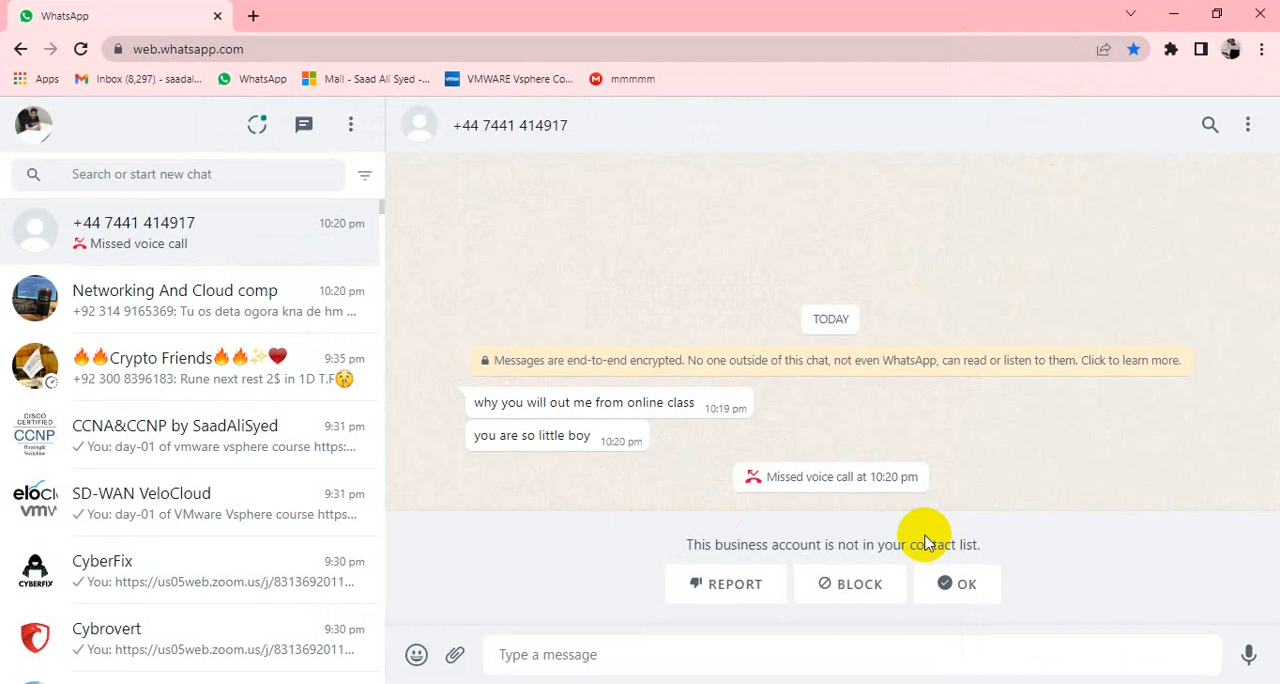 WhatsApp
web.whatsapp.com
Apps
Inbox (8,297) - saadal...
WhatsApp
Mail - Saad Ali Syed -...
vmw
VMWARE Vsphere Co...
M
mmmmm
+44 7441 414917
Search or start new chat
+44 7441 414917
10:20 pm
Missed voice call
Networking And Cloud comp
10:20 pm
+92 314 9165369: Tu os deta ogora kna de hm ...
🔥🔥Crypto Friends🔥🔥✨❤️
9:35 pm
+92 300 8396183: Rune next rest 2$ in 1D T.F🤫
CISCO
CERTIFIED
CCNP
CCNA&CCNP by SaadAliSyed
9:31 pm
You: day-01 of vmware vsphere course https:...
SD-WAN VeloCloud
9:31 pm
You: day-01 of VMware Vsphere course https...
CYBERFIX
CyberFix
9:30 pm
You: https://us05web.zoom.us/j/8313692011...
Cybrovert
9:30 pm
You: https://us05web.zoom.us/j/8313692011...
TODAY
Messages are end-to-end encrypted. No one outside of this chat, not even WhatsApp, can read or listen to them. Click to learn more.
why you will out me from online class
10:19 pm
you are so little boy
10:20 pm
Missed voice call at 10:20 pm
This business account is not in your contact list.
REPORT
BLOCK
OK
Type a message